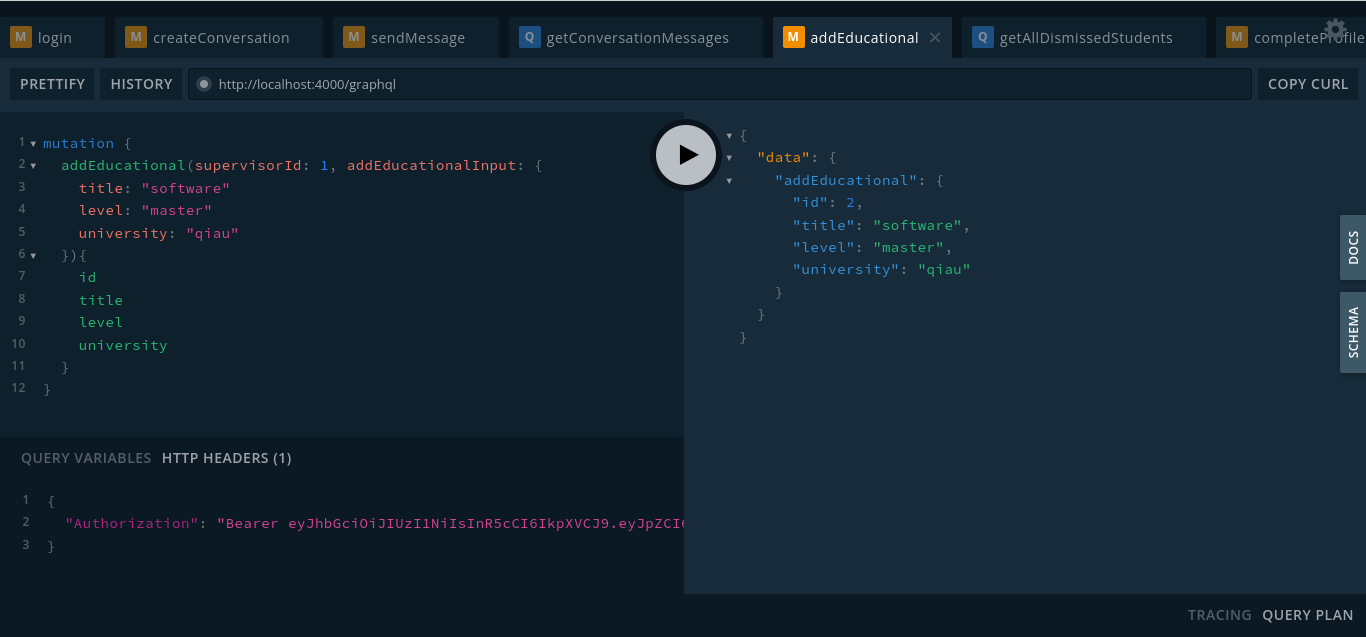 M login M createConversation M sendMessage Q getConversationMessages M addEducational Q getAllDismissedStudents M completeProfile
PRETTIFY HISTORY http://localhost:4000/graphql COPY CURL
1 mutation {
2 addEducational(supervisorId: 1, addEducationalInput: {
3 title: "software"
4 level: "master"
5 university: "qiau"
6 }){
7 id
8 title
9 level
10 university
11 }
12 }
{
"data": {
"addEducational": {
"id": 2,
"title": "software",
"level": "master",
"university": "qiau"
}
}
}
DOCS
SCHEMA
QUERY VARIABLES HTTP HEADERS (1)
1 {
2 "Authorization": "Bearer eyJhbGciOiJIUzI1NiIsInR5cCI6IkpXVCJ9.eyJpZCI6
3 }
TRACING QUERY PLAN